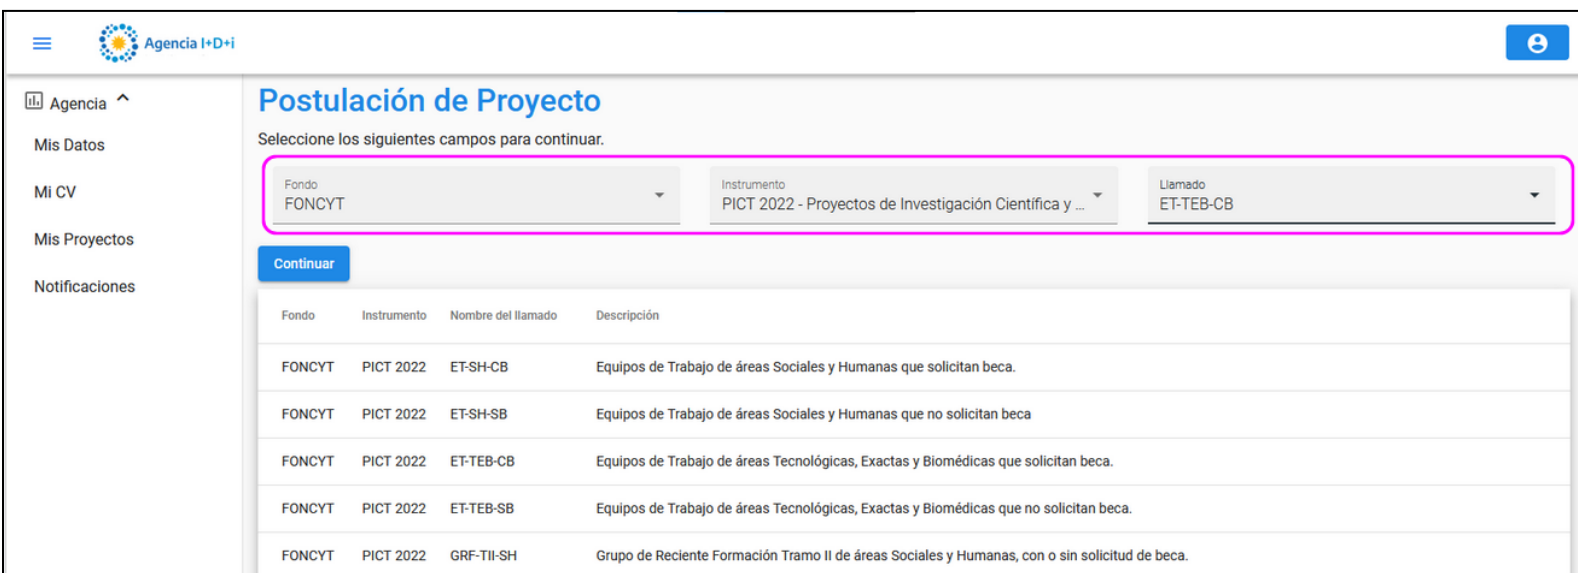 Agencia I+D+i
Agencia
Mis Datos
Mi CV
Mis Proyectos
Notificaciones
Postulación de Proyecto
Seleccione los siguientes campos para continuar.
Fondo
FONCYT
Instrumento
PICT 2022 - Proyectos de Investigación Científica y ...
Llamado
ET-TEB-CB
Continuar
Fondo Instrumento Nombre del llamado Descripción
FONCYT PICT 2022 ET-SH-CB Equipos de Trabajo de áreas Sociales y Humanas que solicitan beca.
FONCYT PICT 2022 ET-SH-SB Equipos de Trabajo de áreas Sociales y Humanas que no solicitan beca
FONCYT PICT 2022 ET-TEB-CB Equipos de Trabajo de áreas Tecnológicas, Exactas y Biomédicas que solicitan beca.
FONCYT PICT 2022 ET-TEB-SB Equipos de Trabajo de áreas Tecnológicas, Exactas y Biomédicas que no solicitan beca.
FONCYT PICT 2022 GRF-TII-SH Grupo de Reciente Formación Tramo II de áreas Sociales y Humanas, con o sin solicitud de beca.